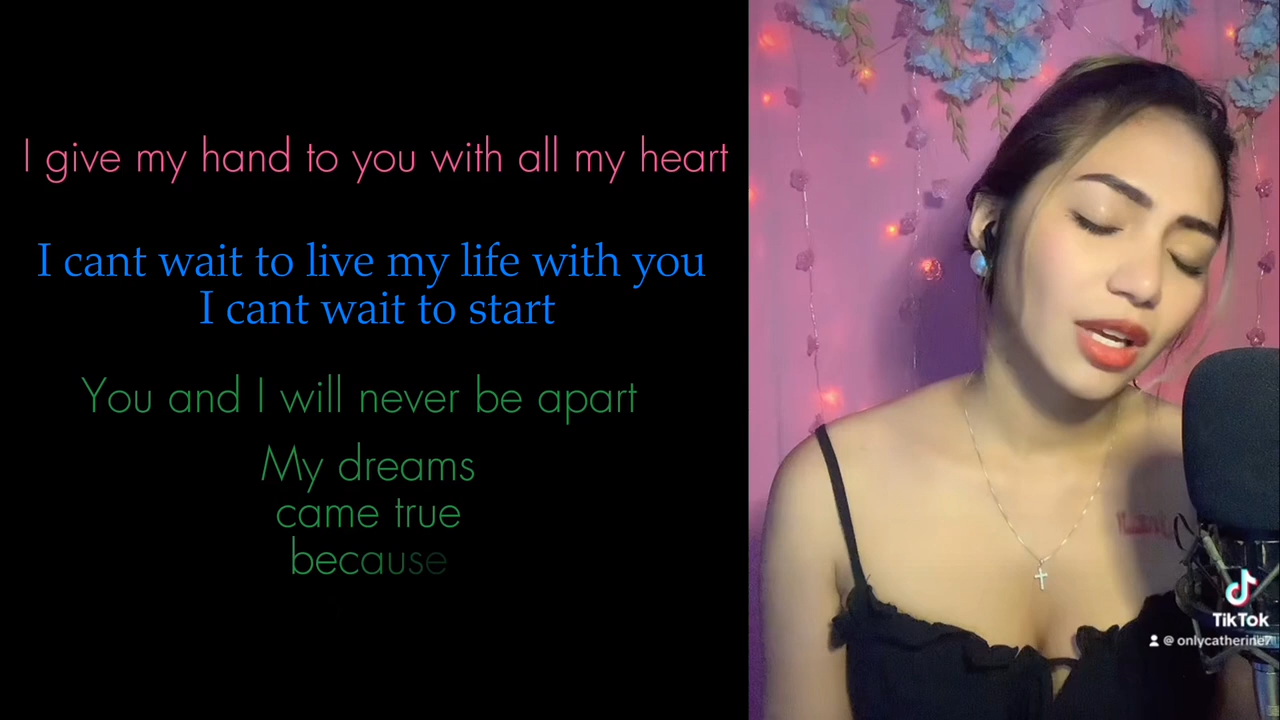 I give my hand to you with all my heart
I cant wait to live my life with you
I cant wait to start
You and I will never be apart
My dreams
came true
because
TikTok
@ onlycatherine7